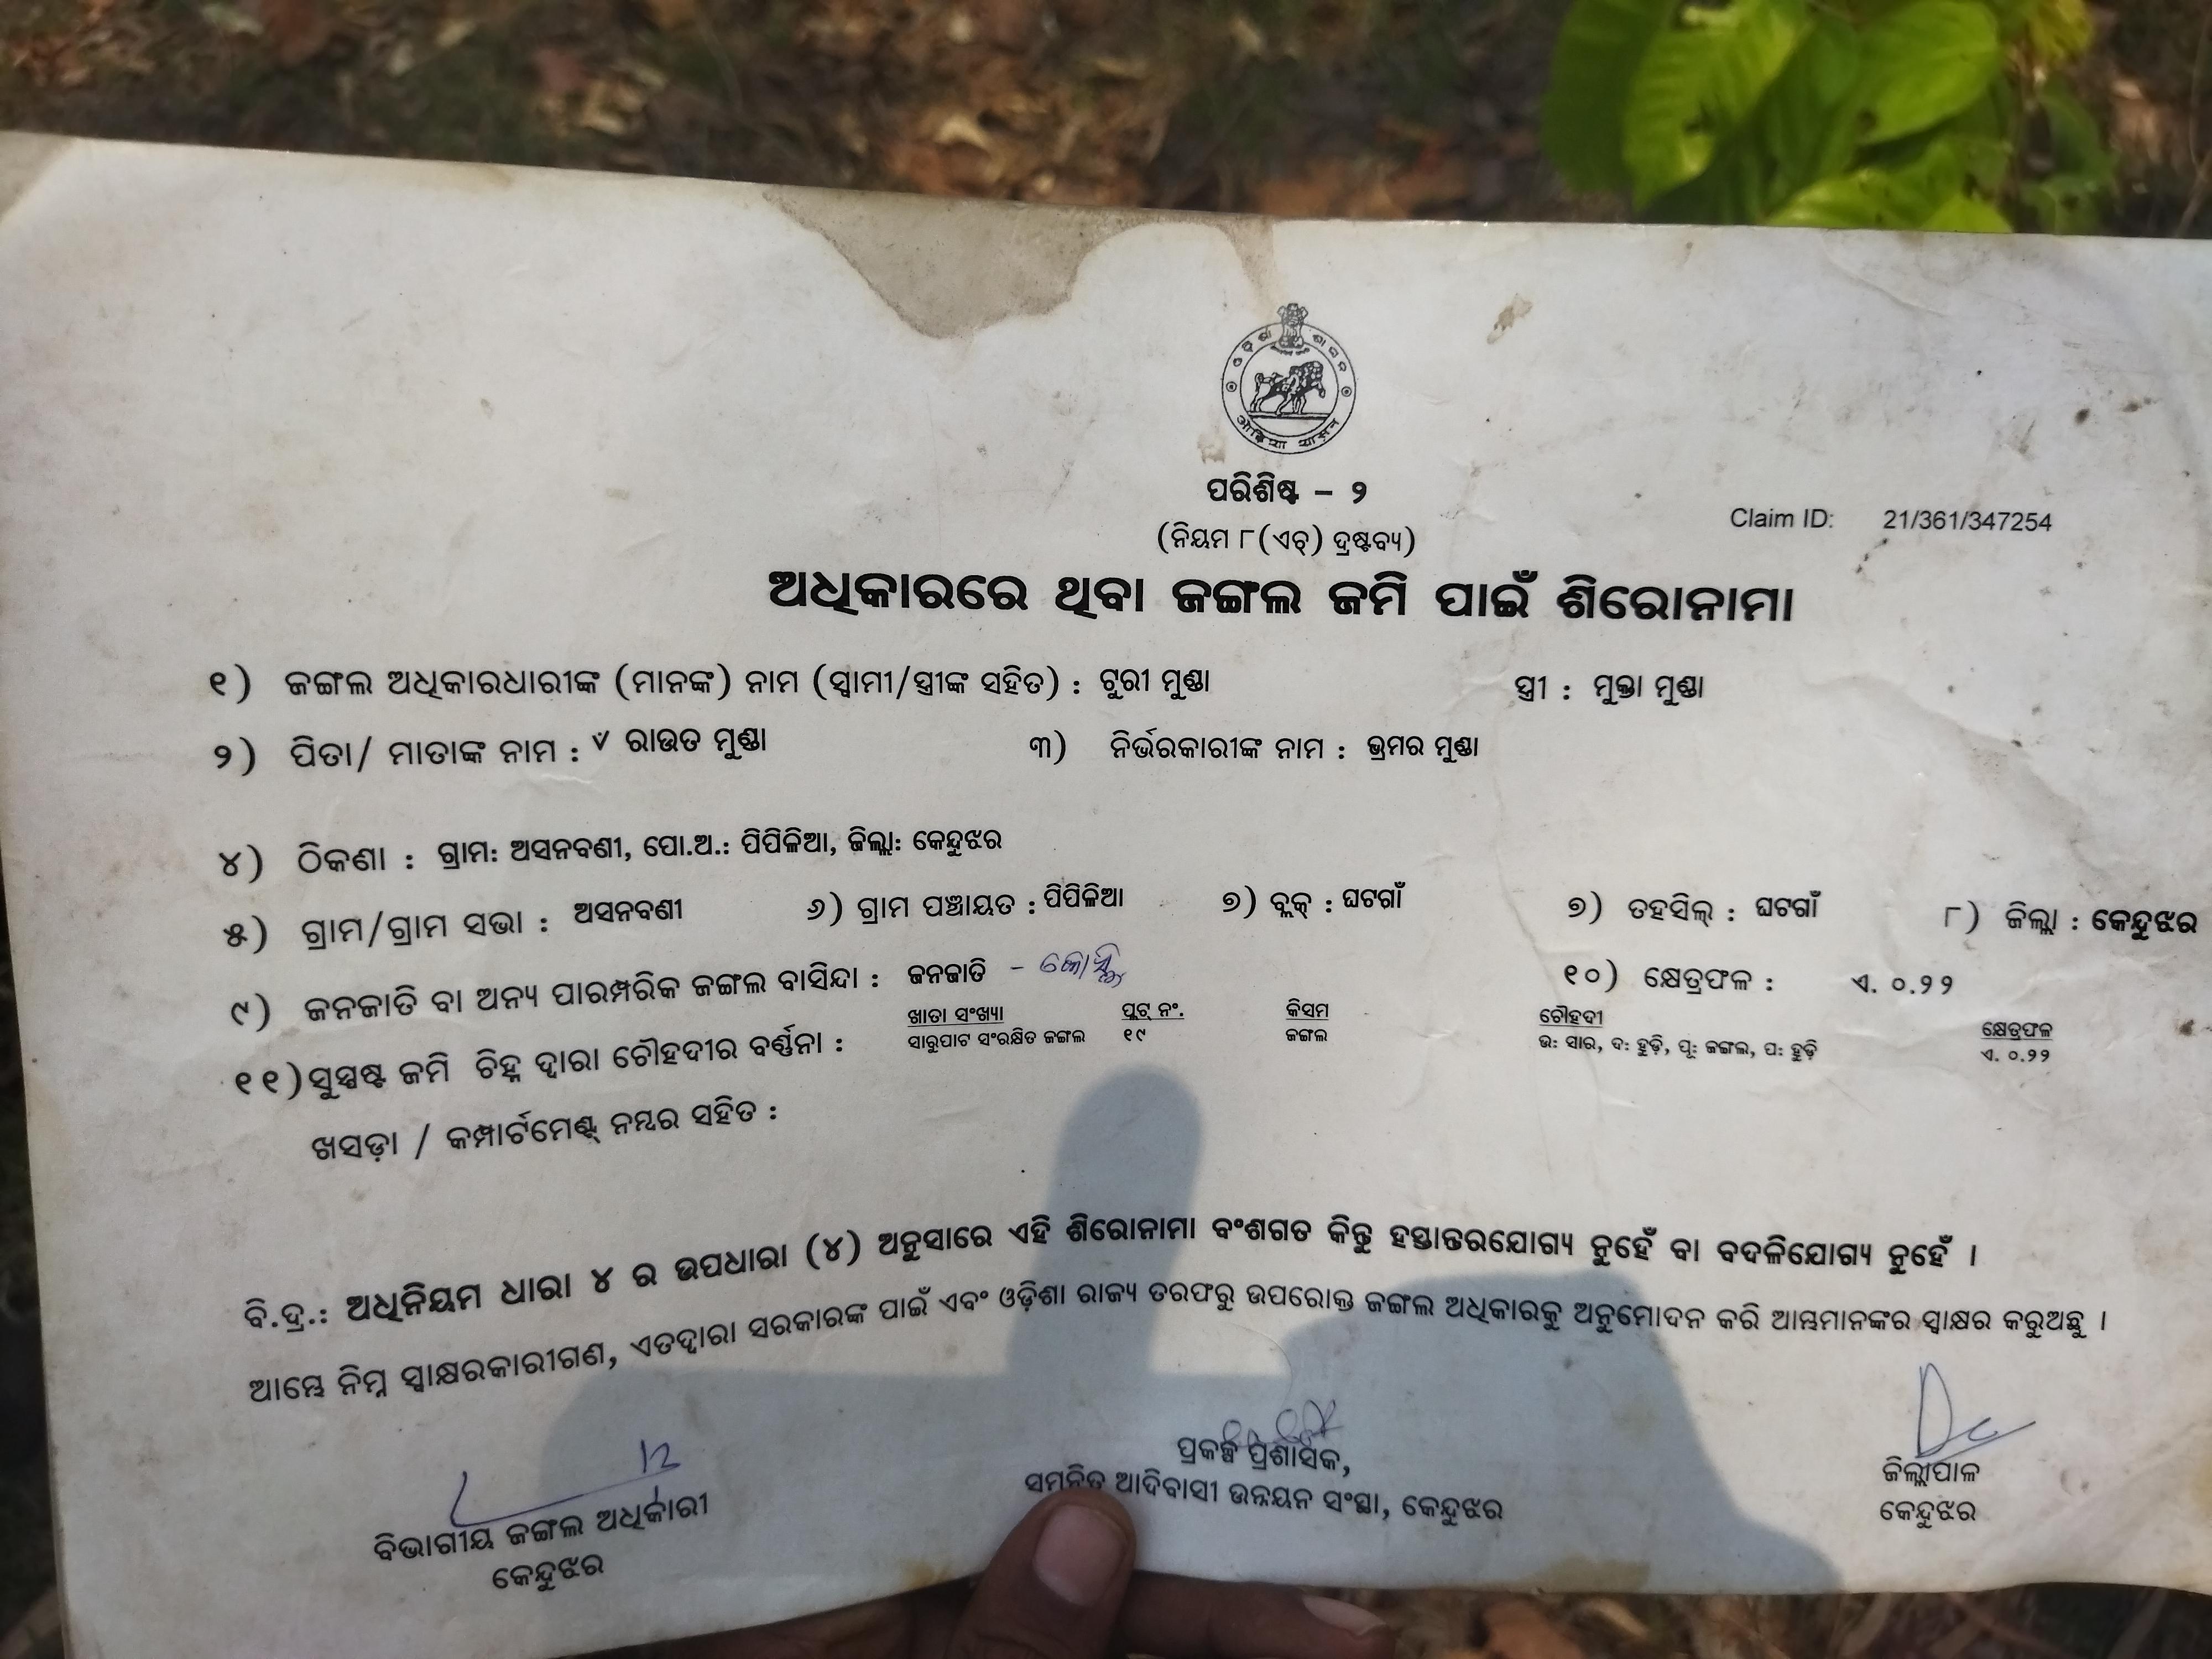 ଓଡ଼ିଶା ଶାସନ
ओड़िशा शासन
ପରିଶିଷ୍ଟ – ୨
(ନିୟମ ୮(ଏଚ୍) ଦ୍ରଷ୍ଟବ୍ୟ)
Claim ID: 21/361/347254
ଅଧିକାରରେ ଥିବା ଜଙ୍ଗଲ ଜମି ପାଇଁ ଶିରୋନାମା
୧) ଜଙ୍ଗଲ ଅଧିକାରଧାରୀଙ୍କ (ମାନଙ୍କ) ନାମ (ସ୍ୱାମୀ/ସ୍ତ୍ରୀଙ୍କ ସହିତ) : ଟୁରୀ ମୁଣ୍ଡା ସ୍ତ୍ରୀ : ମୁକ୍ତା ମୁଣ୍ଡା
୨) ପିତା/ ମାତାଙ୍କ ନାମ : ରାଉତ ମୁଣ୍ଡା ୩) ନିର୍ଭରକାରୀଙ୍କ ନାମ : ଭ୍ରମର ମୁଣ୍ଡା
୪) ଠିକଣା : ଗ୍ରାମ: ଅସନବଣୀ, ପୋ.ଅ.: ପିପିଳିଆ, ଜିଲ୍ଲା: କେନ୍ଦୁଝର
୫) ଗ୍ରାମ/ଗ୍ରାମ ସଭା : ଅସନବଣୀ ୬) ଗ୍ରାମ ପଞ୍ଚାୟତ : ପିପିଳିଆ ୭) ବ୍ଲକ୍ : ଘଟଗାଁ ୭) ତହସିଲ୍ : ଘଟଗାଁ ୮) ଜିଲ୍ଲା : କେନ୍ଦୁଝର
୯) ଜନଜାତି ବା ଅନ୍ୟ ପାରମ୍ପରିକ ଜଙ୍ଗଲ ବାସିନ୍ଦା : ଜନଜାତି – ୧୦) କ୍ଷେତ୍ରଫଳ : ଏ. ୦.୨୨
୧୧) ସୁସ୍ପଷ୍ଟ ଜମି ଚିହ୍ନ ଦ୍ୱାରା ଚୌହଦୀର ବର୍ଣ୍ଣନା : ଖାତା ସଂଖ୍ୟା ପ୍ଲଟ୍ ନଂ. କିସମ ଚୌହଦୀ କ୍ଷେତ୍ରଫଳ
ସାରୁପାଟ ସଂରକ୍ଷିତ ଜଙ୍ଗଲ ୧୯ ଜଙ୍ଗଲ ଉ: ସାର, ଦ: ହୁଡ଼ି, ପୂ: ଜଙ୍ଗଲ, ପ: ହୁଡ଼ି ଏ. ୦.୨୨
ଖସଡ଼ା / କମ୍ପାର୍ଟମେଣ୍ଟ୍ ନମ୍ବର ସହିତ :
ବି.ଦ୍ର.: ଅଧିନିୟମ ଧାରା ୪ ର ଉପଧାରା (୪) ଅନୁସାରେ ଏହି ଶିରୋନାମା ବଂଶଗତ କିନ୍ତୁ ହସ୍ତାନ୍ତରଯୋଗ୍ୟ ନୁହେଁ ବା ବଦଳିଯୋଗ୍ୟ ନୁହେଁ ।
ଆମ୍ଭେ ନିମ୍ନ ସ୍ୱାକ୍ଷରକାରୀଗଣ, ଏତଦ୍ୱାରା ସରକାରଙ୍କ ପାଇଁ ଏବଂ ଓଡ଼ିଶା ରାଜ୍ୟ ତରଫରୁ ଉପରୋକ୍ତ ଜଙ୍ଗଲ ଅଧିକାରକୁ ଅନୁମୋଦନ କରି ଆମ୍ଭମାନଙ୍କର ସ୍ୱାକ୍ଷର କରୁଅଛୁ ।
ବିଭାଗୀୟ ଜଙ୍ଗଲ ଅଧିକାରୀ
କେନ୍ଦୁଝର
ପ୍ରକଳ୍ପ ପ୍ରଶାସକ,
ସମନ୍ୱିତ ଆଦିବାସୀ ଉନ୍ନୟନ ସଂସ୍ଥା, କେନ୍ଦୁଝର
ଜିଲ୍ଲାପାଳ
କେନ୍ଦୁଝର